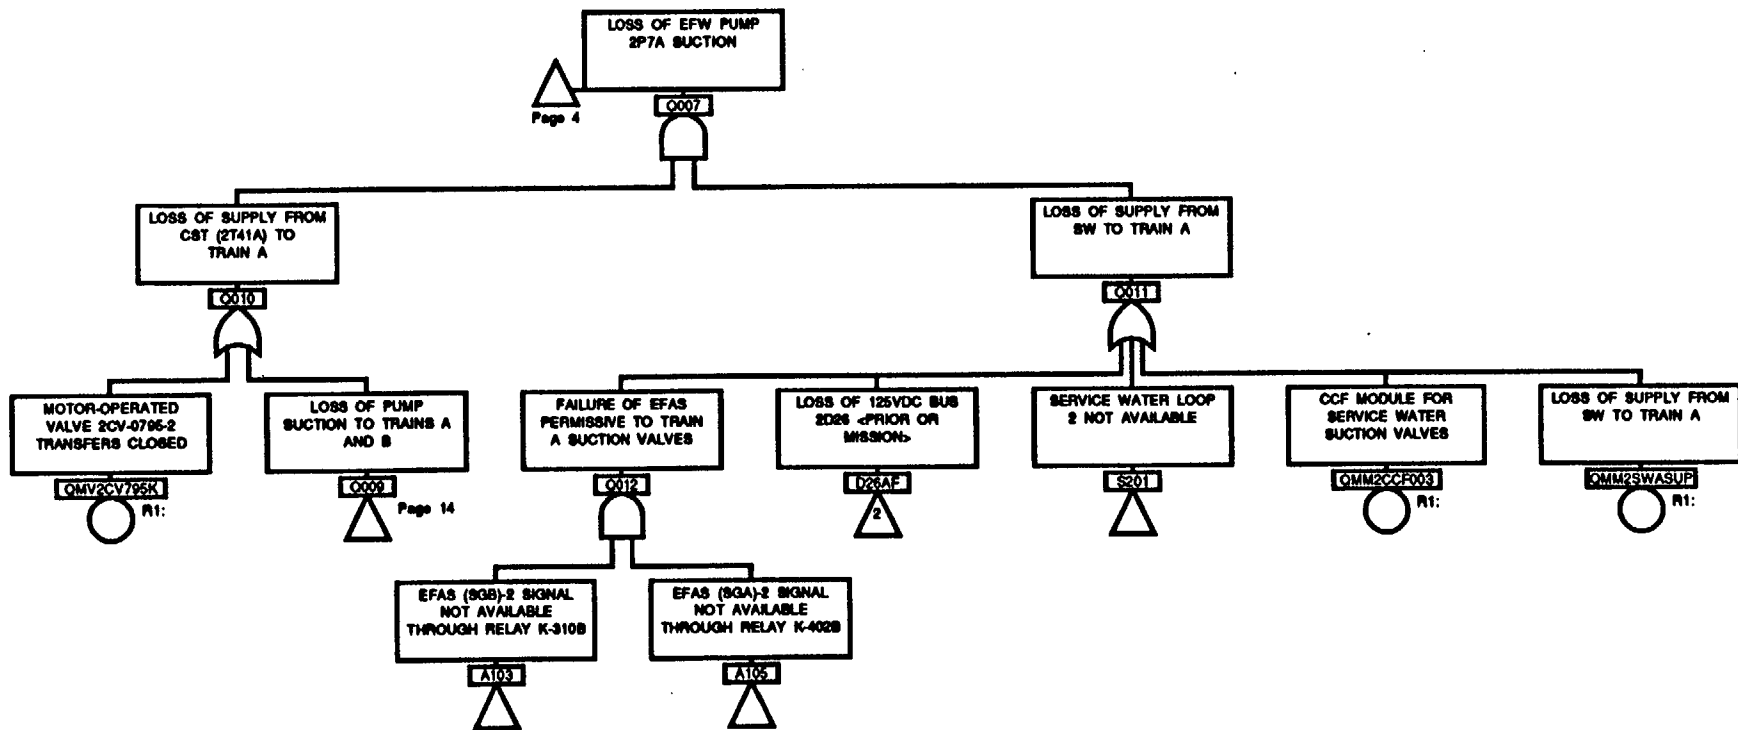 LOSS OF EFW PUMP
2P7A SUCTION
Page 4
Q007
LOSS OF SUPPLY FROM
CST (2T41A) TO
TRAIN A
Q010
LOSS OF SUPPLY FROM
SW TO TRAIN A
Q011
MOTOR-OPERATED
VALVE 2CV-0795-2
TRANSFERS CLOSED
QMV2CV795K
R1:
LOSS OF PUMP
SUCTION TO TRAINS A
AND B
Q009
Page 14
FAILURE OF EFAS
PERMISSIVE TO TRAIN
A SUCTION VALVES
Q012
LOSS OF 125VDC BUS
2D26 <PRIOR OR
MISSION>
D26AF
2
SERVICE WATER LOOP
2 NOT AVAILABLE
S201
CCF MODULE FOR
SERVICE WATER
SUCTION VALVES
QMM2CCF003
R1:
LOSS OF SUPPLY FROM
SW TO TRAIN A
QMM2SWASUP
R1:
EFAS (SGB)-2 SIGNAL
NOT AVAILABLE
THROUGH RELAY K-310B
A103
EFAS (SGA)-2 SIGNAL
NOT AVAILABLE
THROUGH RELAY K-402B
A105